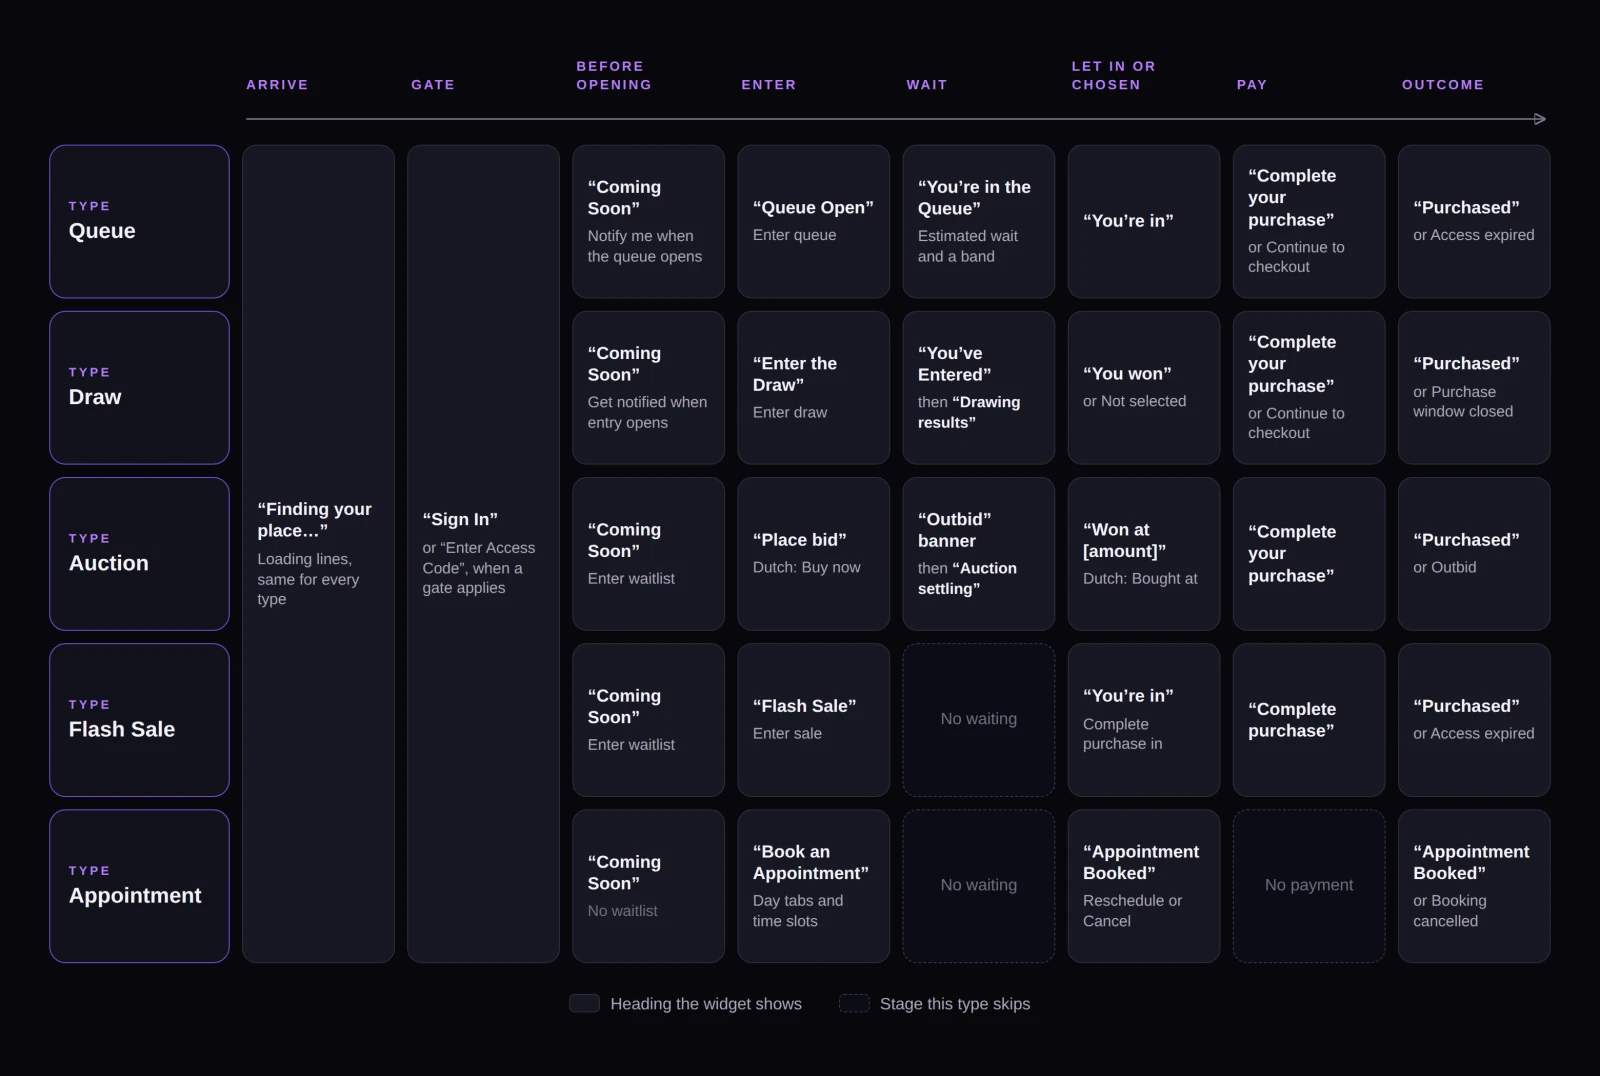 ARRIVE
GATE
BEFORE
OPENING
ENTER
WAIT
LET IN OR
CHOSEN
PAY
OUTCOME
TYPE
Queue
“Finding your
place…”
Loading lines,
same for every
type
“Sign In”
or “Enter Access
Code”, when a
gate applies
“Coming
Soon”
Notify me when
the queue opens
“Queue Open”
Enter queue
“You’re in the
Queue”
Estimated wait
and a band
“You’re in”
“Complete
your
purchase”
or Continue to
checkout
“Purchased”
or Access expired
TYPE
Draw
“Coming
Soon”
Get notified when
entry opens
“Enter the
Draw”
Enter draw
“You’ve
Entered”
then “Drawing
results”
“You won”
or Not selected
“Complete
your
purchase”
or Continue to
checkout
“Purchased”
or Purchase
window closed
TYPE
Auction
“Coming
Soon”
Enter waitlist
“Place bid”
Dutch: Buy now
“Outbid”
banner
then “Auction
settling”
“Won at
[amount]”
Dutch: Bought at
“Complete
your
purchase”
“Purchased”
or Outbid
TYPE
Flash Sale
“Coming
Soon”
Enter waitlist
“Flash Sale”
Enter sale
No waiting
“You’re in”
Complete
purchase in
“Complete
purchase”
“Purchased”
or Access expired
TYPE
Appointment
“Coming
Soon”
No waitlist
“Book an
Appointment”
Day tabs and
time slots
No waiting
“Appointment
Booked”
Reschedule or
Cancel
No payment
“Appointment
Booked”
or Booking
cancelled
Heading the widget shows
Stage this type skips